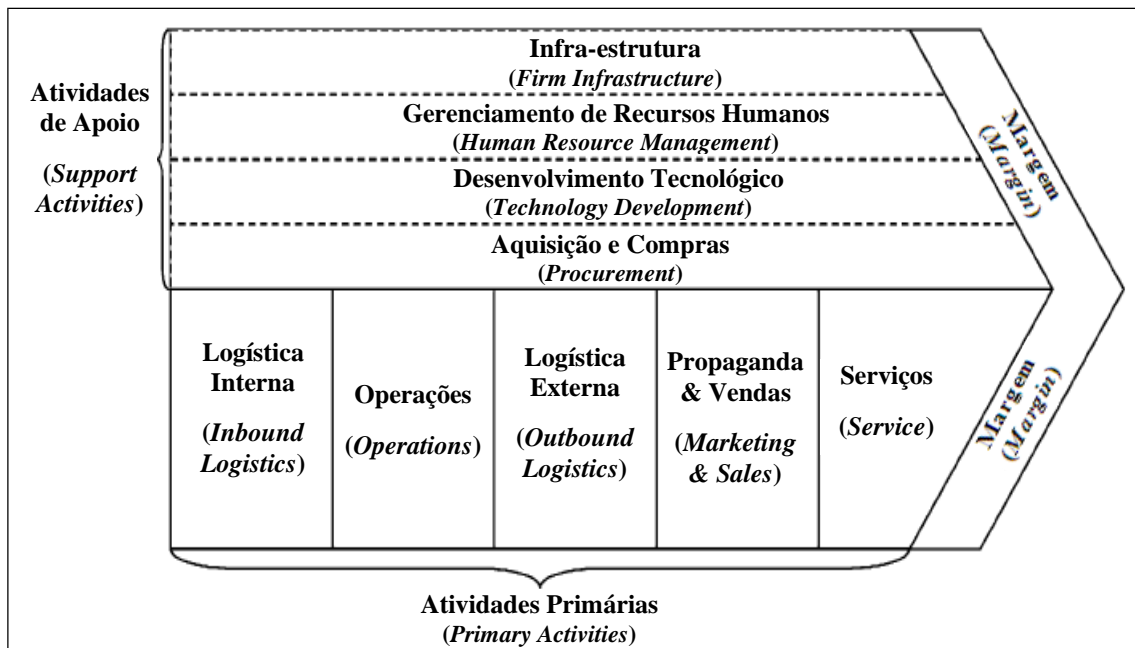 Atividades
de Apoio
(Support
Activities)
Infra-estrutura
(Firm Infrastructure)
Gerenciamento de Recursos Humanos
(Human Resource Management)
Desenvolvimento Tecnológico
(Technology Development)
Aquisição e Compras
(Procurement)
Margem
(Margin)
Logística
Interna
(Inbound
Logistics)
Operações
(Operations)
Logística
Externa
(Outbound
Logistics)
Propaganda
& Vendas
(Marketing
& Sales)
Serviços
(Service)
Margem
(Margin)
Atividades Primárias
(Primary Activities)